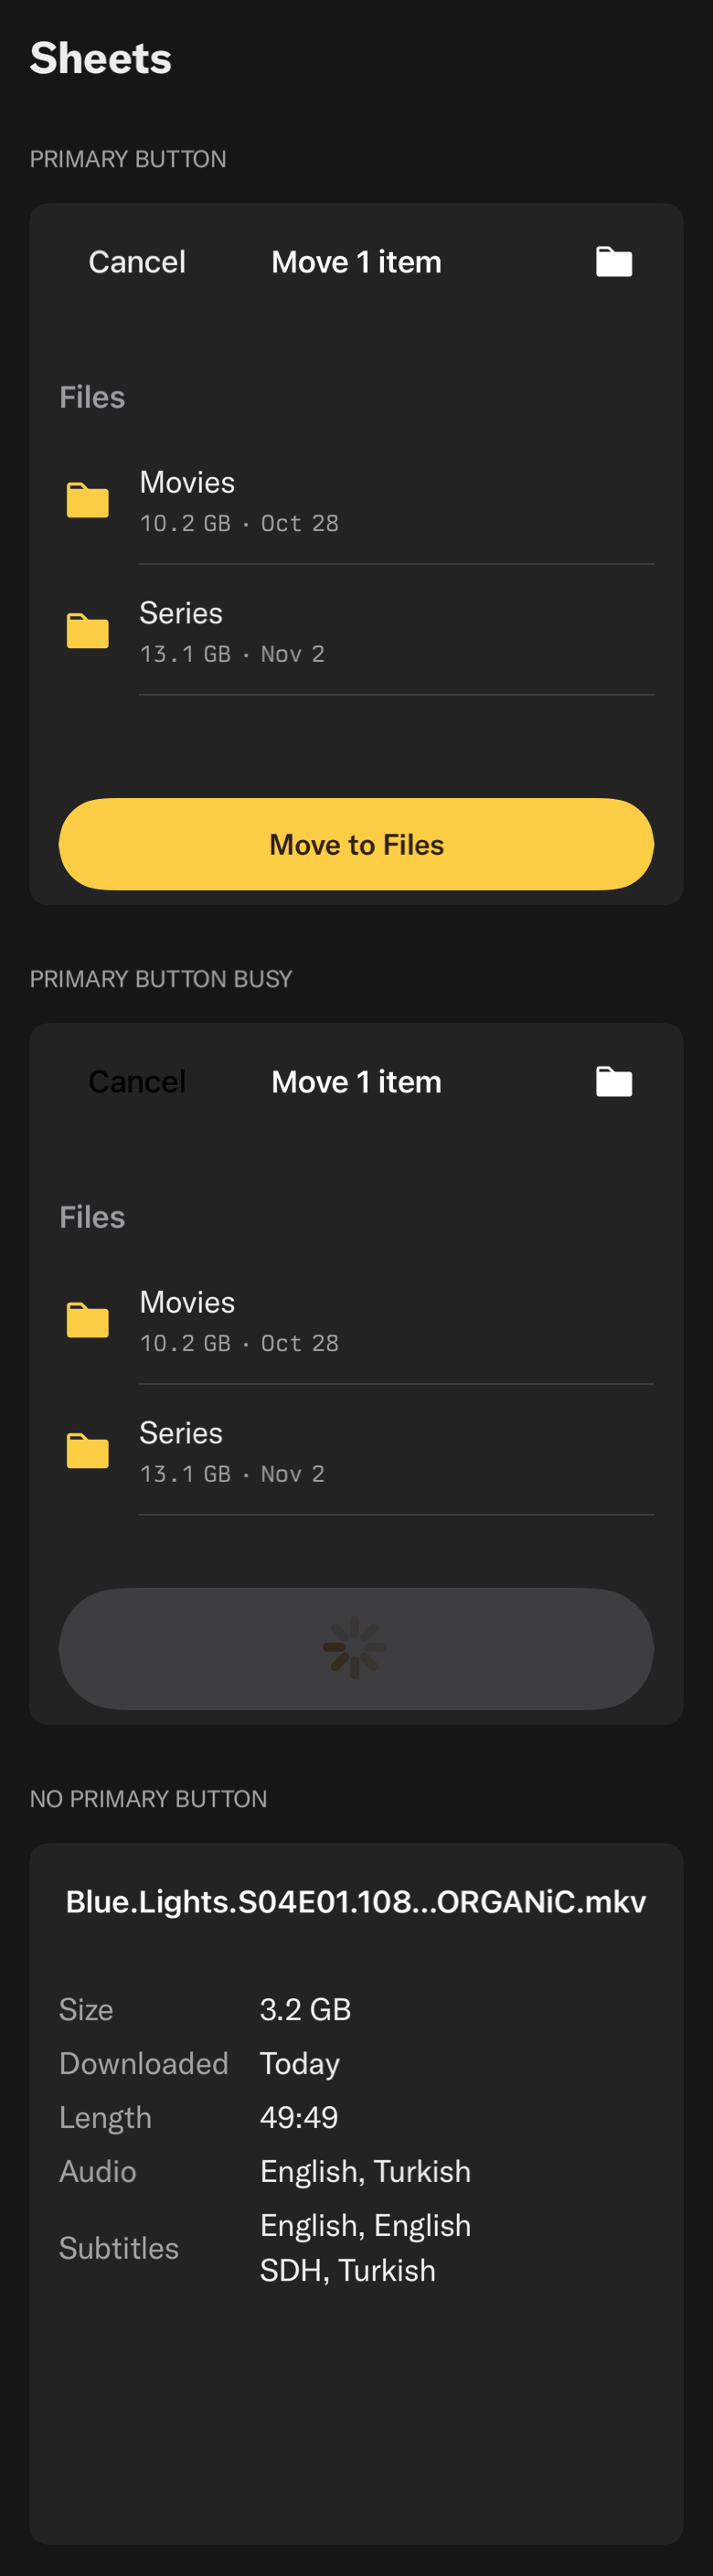 Sheets
PRIMARY BUTTON
Cancel Move 1 item
Files
Movies
10.2 GB · Oct 28
Series
13.1 GB · Nov 2
Move to Files
PRIMARY BUTTON BUSY
Cancel Move 1 item
Files
Movies
10.2 GB · Oct 28
Series
13.1 GB · Nov 2
NO PRIMARY BUTTON
Blue.Lights.S04E01.108...ORGANiC.mkv
Size 3.2 GB
Downloaded Today
Length 49:49
Audio English, Turkish
Subtitles English, English
SDH, Turkish